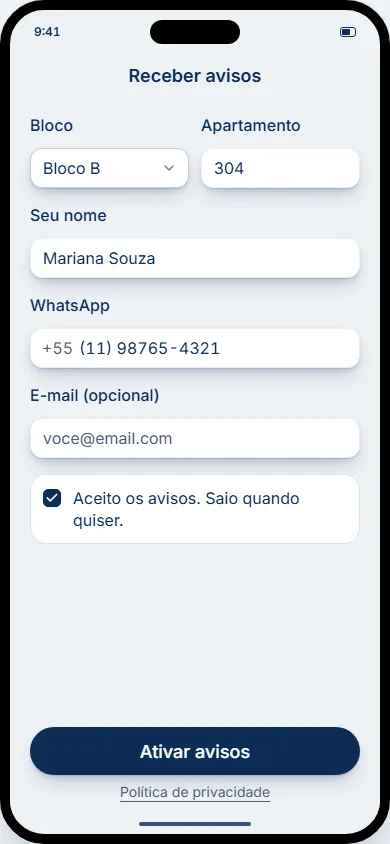 9:41
Receber avisos
Bloco
Apartamento
Bloco B
304
Seu nome
Mariana Souza
WhatsApp
+55 (11) 98765-4321
E-mail (opcional)
voce@email.com
Aceito os avisos. Saio quando
quiser.
Ativar avisos
Política de privacidade